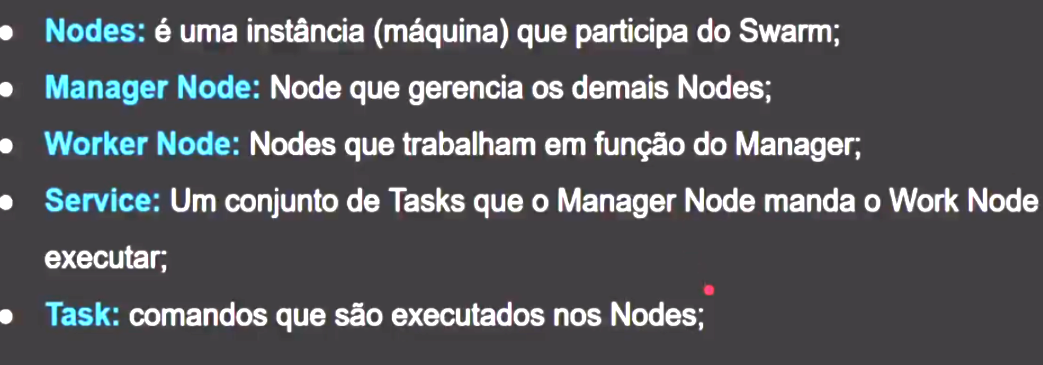 ● Nodes: é uma instância (máquina) que participa do Swarm;
● Manager Node: Node que gerencia os demais Nodes;
● Worker Node: Nodes que trabalham em função do Manager;
● Service: Um conjunto de Tasks que o Manager Node manda o Work Node
executar;
● Task: comandos que são executados nos Nodes;